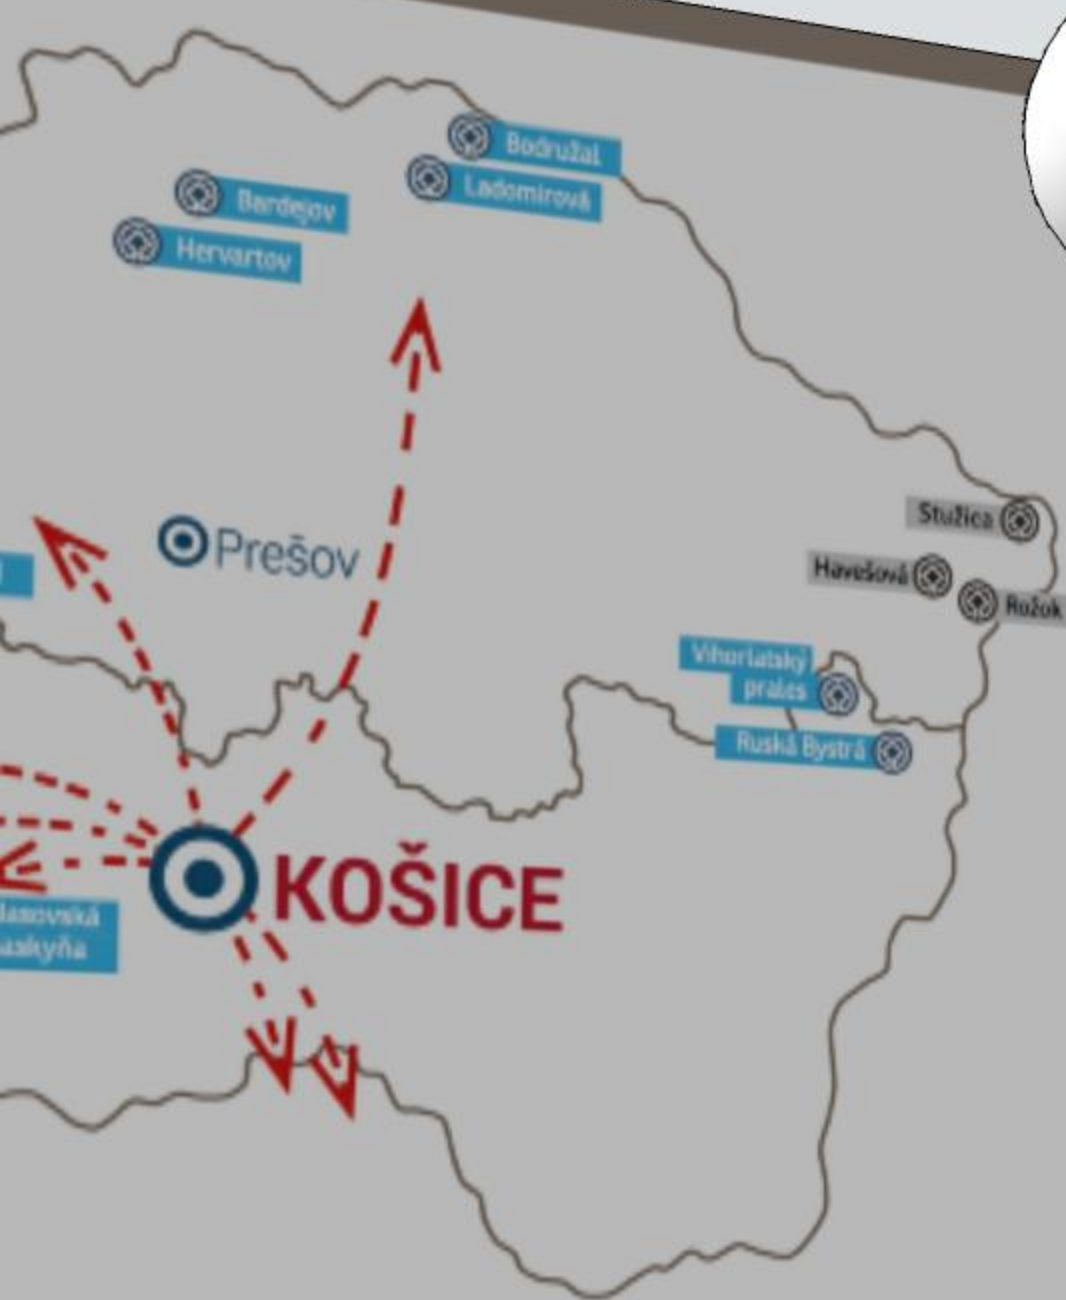 Bodružal
Ladomirová
Bardejov
Hervartov
Prešov
Stužica
Havešová
Rožok
Vihorlatský
prales
Ruská Bystrá
KOŠICE